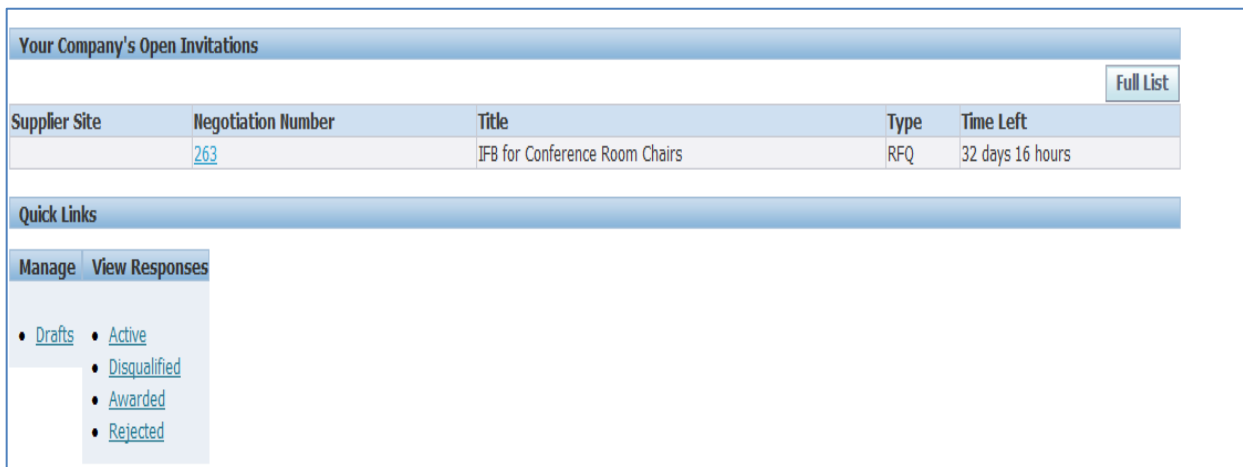 Your Company's Open Invitations
Full List
Supplier Site Negotiation Number Title Type Time Left
263 IFB for Conference Room Chairs RFQ 32 days 16 hours
Quick Links
Manage View Responses
• Drafts • Active
• Disqualified
• Awarded
• Rejected